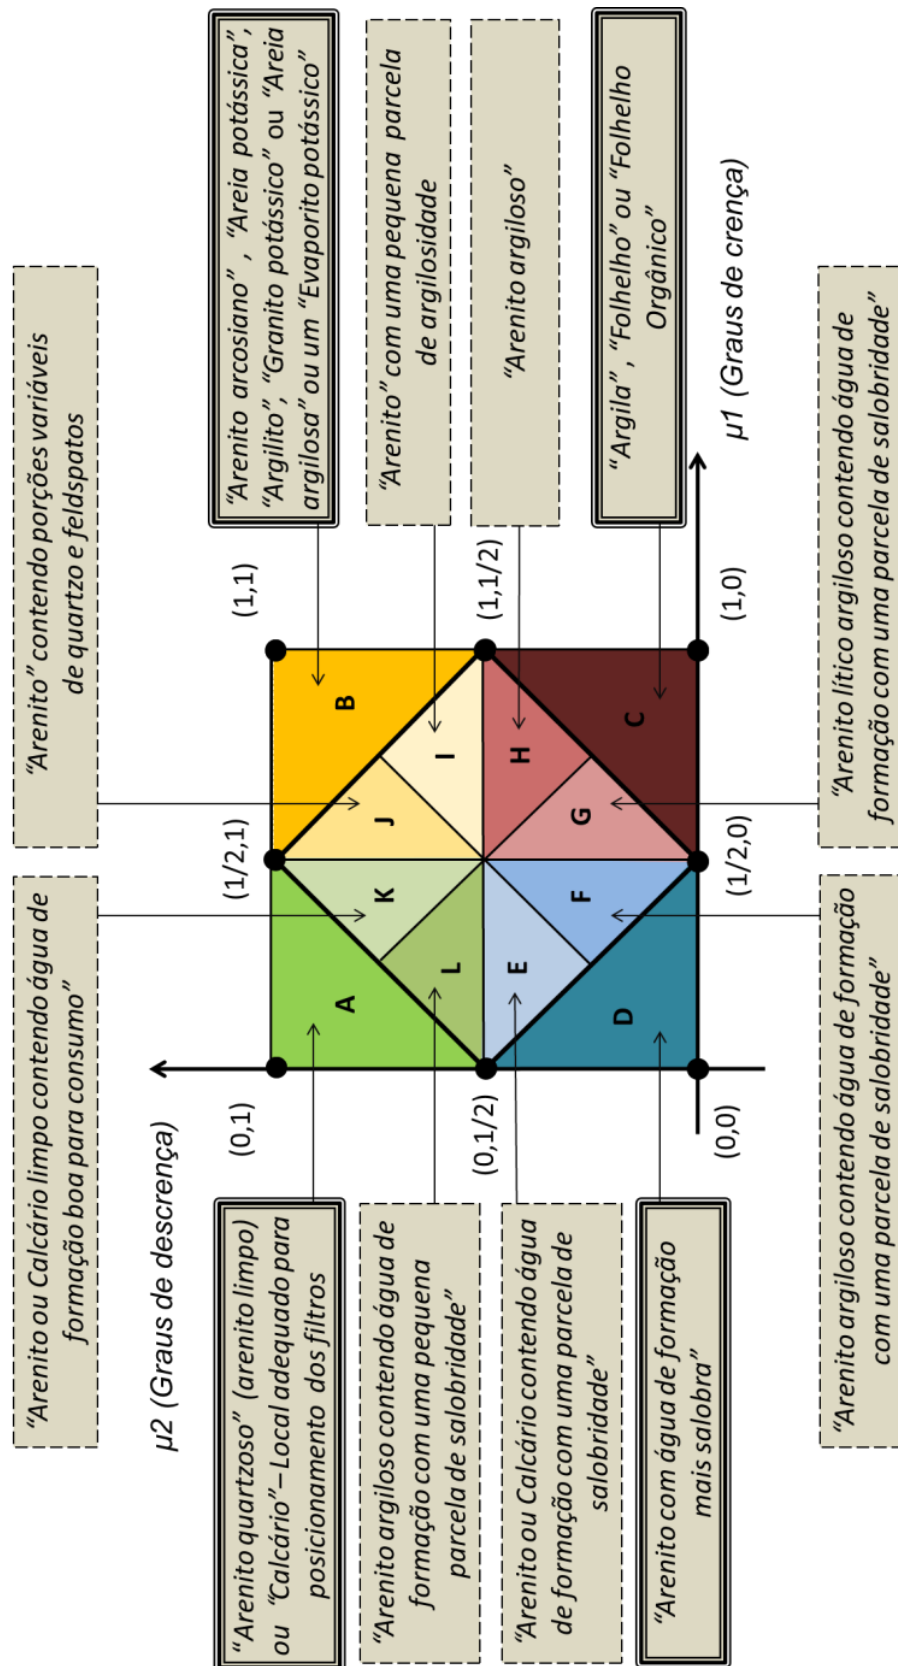 “Arenito ou Calcário limpo contendo água de
formação boa para consumo”
“Arenito” contendo porções variáveis
de quartzo e feldspatos
μ2 (Graus de descrença)
“Arenito quartzoso” (arenito limpo)
ou “Calcário”– Local adequado para
posicionamento dos filtros
“Arenito argiloso contendo água de
formação com uma pequena
parcela de salobridade”
“Arenito ou Calcário contendo água
de formação com uma parcela de
salobridade”
“Arenito com água de formação
mais salobra”
(0,1)
(1/2,1)
(1,1)
(0,1/2)
(1,1/2)
(0,0)
(1/2,0)
(1,0)
A
B
K
J
L
I
E
H
F
G
D
C
“Arenito arcosiano” , “Areia potássica”,
“Argilito”, “Granito potássico” ou “Areia
argilosa” ou um “Evaporito potássico”
“Arenito” com uma pequena parcela
de argilosidade
“Arenito argiloso”
“Argila”, “Folhelho” ou “Folhelho
Orgânico”
μ1 (Graus de crença)
“Arenito argiloso contendo água de formação
com uma parcela de salobridade”
“Arenito lítico argiloso contendo água de
formação com uma parcela de salobridade”